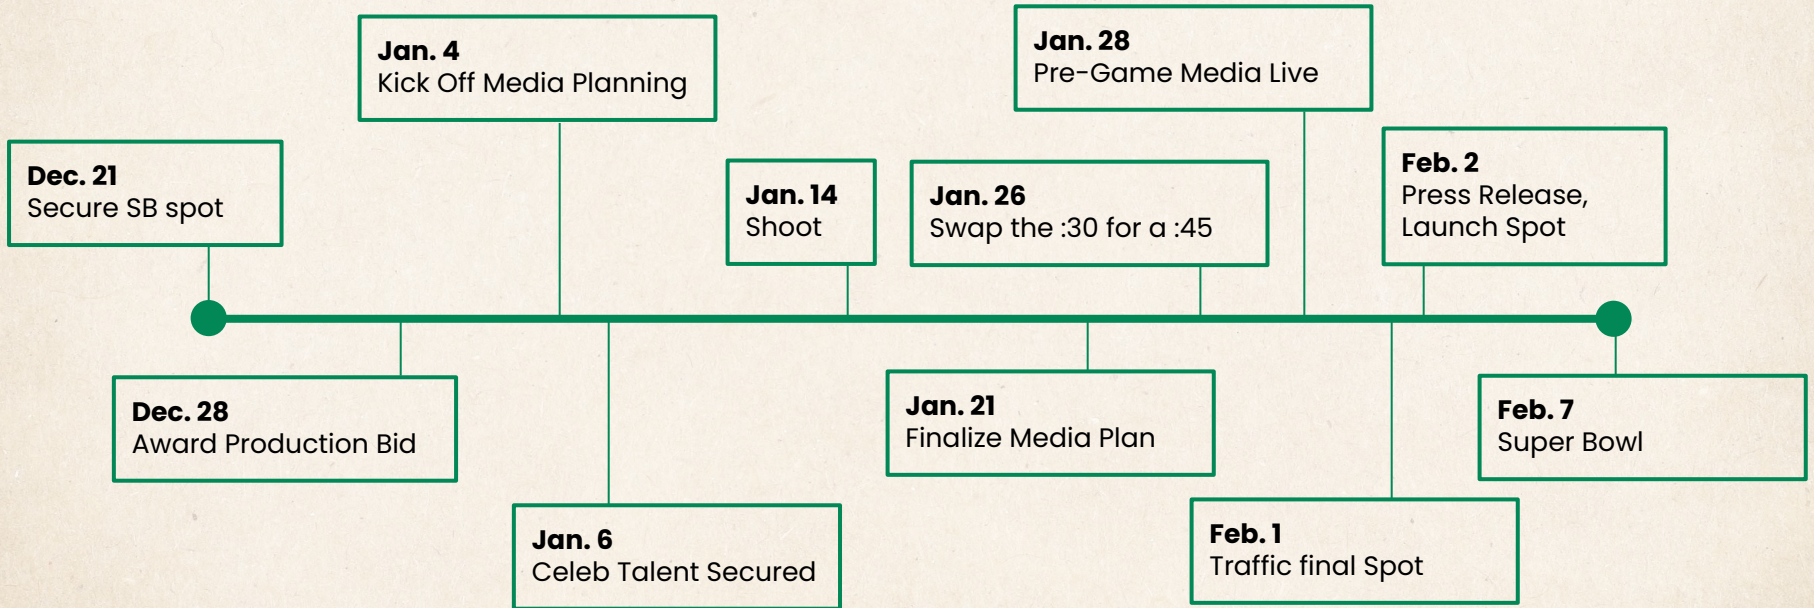 Dec. 21
Secure SB spot
Dec. 28
Award Production Bid
Jan. 4
Kick Off Media Planning
Jan. 6
Celeb Talent Secured
Jan. 14
Shoot
Jan. 21
Finalize Media Plan
Jan. 26
Swap the :30 for a :45
Jan. 28
Pre-Game Media Live
Feb. 1
Traffic final Spot
Feb. 2
Press Release,
Launch Spot
Feb. 7
Super Bowl